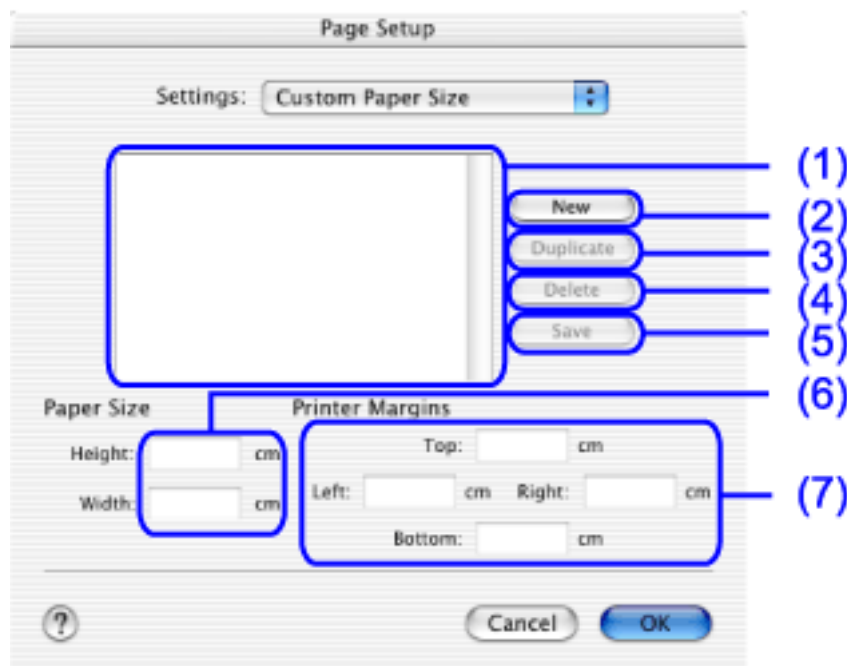 Page Setup
Settings: Custom Paper Size
(1)
New
(2)
Duplicate
(3)
Delete
(4)
Save
(5)
(6)
Paper Size
Printer Margins
Height: cm
Top: cm
Width: cm
Left: cm Right: cm
(7)
Bottom: cm
? Cancel OK